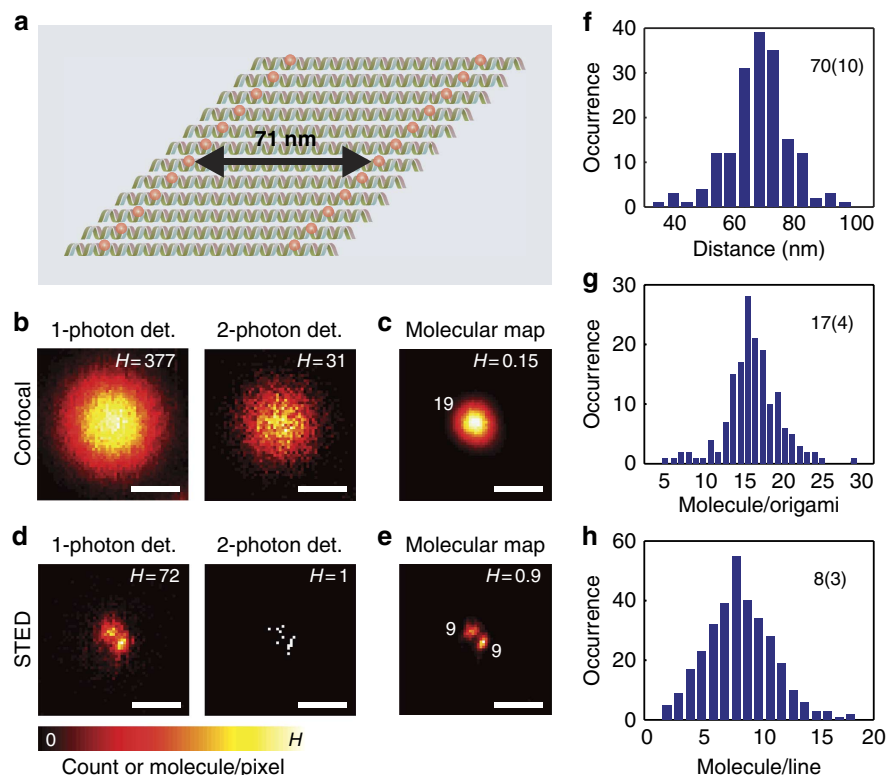 a
71 nm
b
1-photon det.
2-photon det.
c
Molecular map
Confocal
H = 377
H = 31
H = 0.15
19
d
1-photon det.
2-photon det.
e
Molecular map
STED
H = 72
H = 1
H = 0.9
9
9
0
H
Count or molecule/pixel
f
40
30
20
10
0
Occurrence
70(10)
40 60 80 100
Distance (nm)
g
30
20
10
0
Occurrence
17(4)
5 10 15 20 25 30
Molecule/origami
h
60
40
20
0
Occurrence
8(3)
0 5 10 15 20
Molecule/line